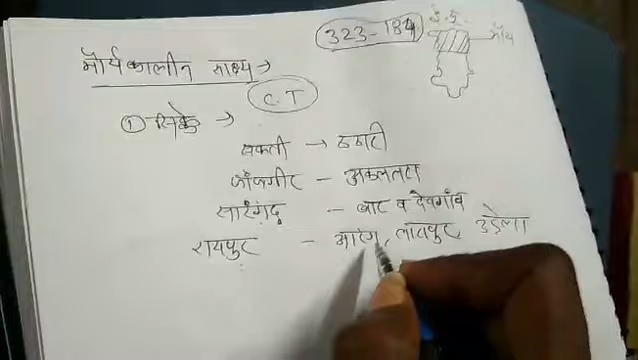 323-184
मौर्यकालीन साक्ष्य→
मौर्य
C.T
① सिक्के →
सक्ती → ठठारी
जाँजगीर - अकलतरा
सारंगढ़ - बार व देवगाँव
रायपुर - आरंग, तारापुर, उड़ेला